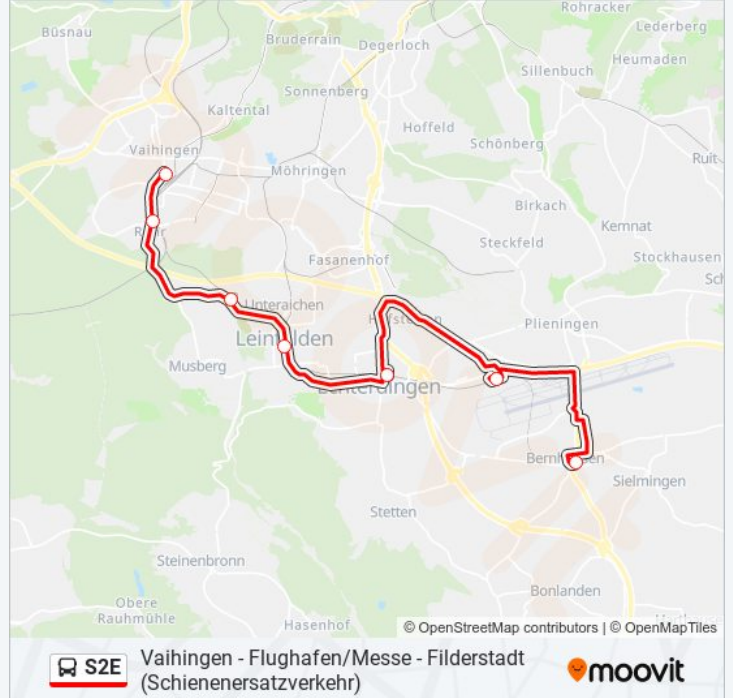 Rohracker
Büsnau
Lederberg
Bruderrain
Degerloch
Heumaden
Sillenbuch
Sonnenberg
Kaltental
Hoffeld
Schönberg
Vaihingen
Ruit
Möhringen
Birkach
Kemnat
Steckfeld
Fasanenhof
Stockhausen
Unteraichen
Plieningen
Leinfelden
Musberg
Echterdingen
Sielmingen
Stetten
Steinenbronn
Bonlanden
Obere
Rauhmühle
Hasenhof
© OpenStreetMap contributors | © OpenMapTiles
S2E
Vaihingen - Flughafen/Messe - Filderstadt
(Schienenersatzverkehr)
moovit